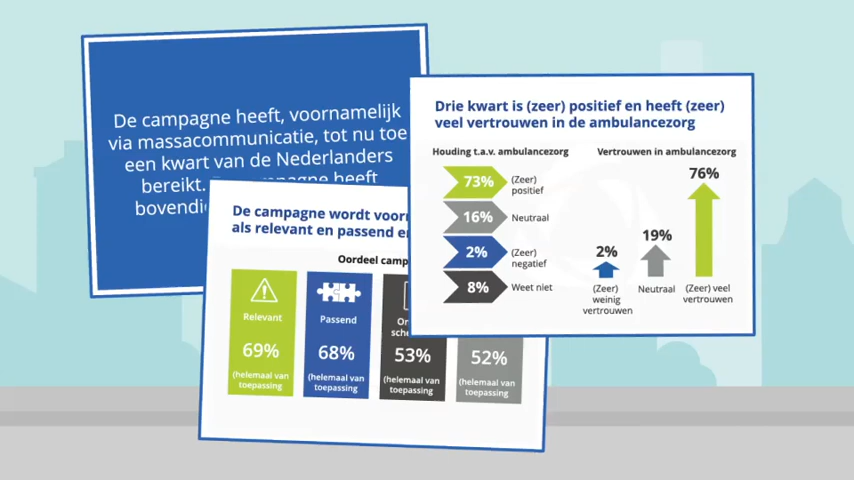 De campagne heeft, voornamelijk
via massacommunicatie, tot nu toe
een kwart van de Nederlanders
bereikt. heeft
De campagne wordt
als relevant en passend
Oordeel
Relevant
69%
(helemaal van
toepassing
Passend
68%
(helemaal van
toepassing
53%
(helemaal van
toepassing
52%
(helemaal van
toepassing
Drie kwart is (zeer) positief en heeft (zeer)
veel vertrouwen in de ambulancezorg
Houding t.a.v. ambulancezorg
73%
(Zeer)
positief
16%
Neutraal
2%
(Zeer)
negatief
8%
Weet niet
Vertrouwen in ambulancezorg
2%
(Zeer)
weinig
vertrouwen
19%
Neutraal
76%
(Zeer) veel
vertrouwen